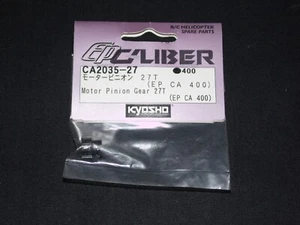 R/C HELICOPTER
SPARE PARTS
EP CALIBER
CA2035-27 ●400
モーターピニオン 27T
(EP CA 400)
Motor Pinion Gear 27T
(EP CA 400)
KYOSHO